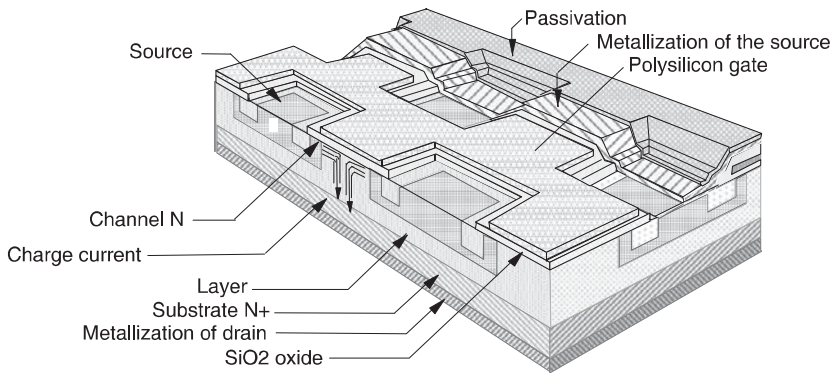 Passivation
Source
Metallization of the source
Polysilicon gate
Channel N
Charge current
Layer
Substrate N+
Metallization of drain
SiO2 oxide